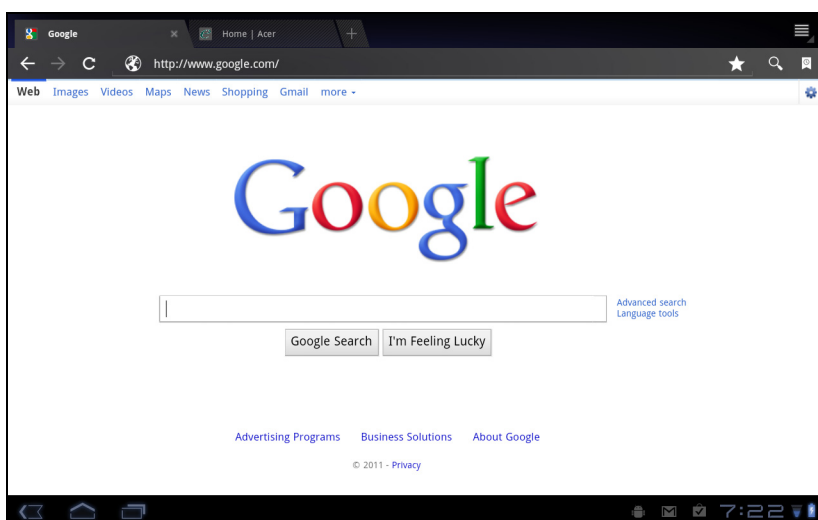 Google Home | Acer
http://www.google.com/
Web Images Videos Maps News Shopping Gmail more
Google
Advanced search
Language tools
Google Search I'm Feeling Lucky
Advertising Programs Business Solutions About Google
© 2011 - Privacy
7:22